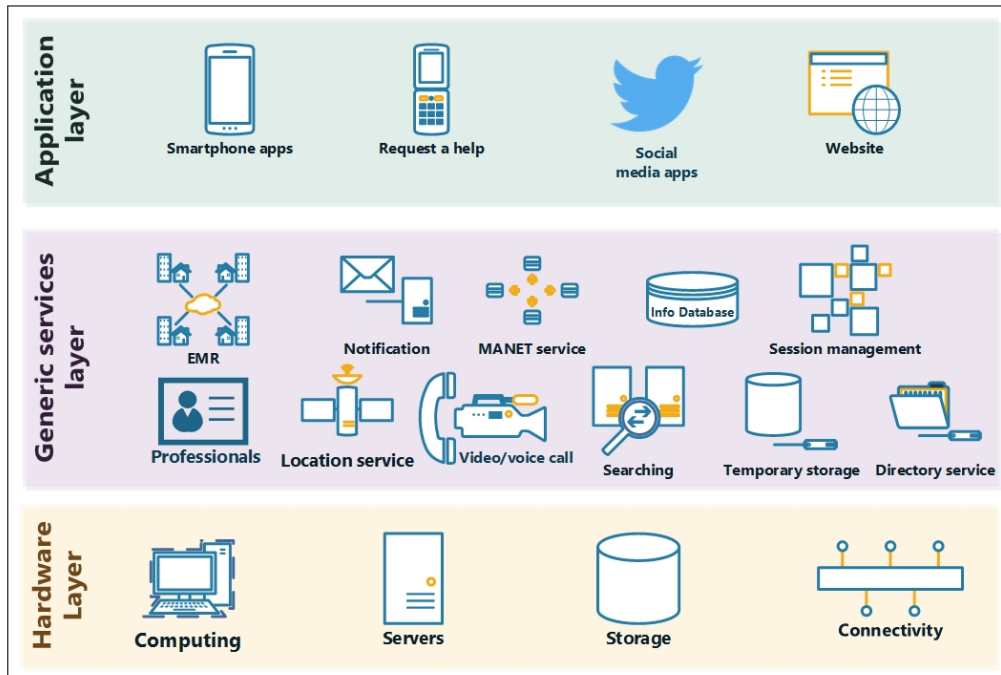 Application
layer
Smartphone apps
Request a help
Social
media apps
Website
Generic services
layer
EMR
Notification
MANET service
Info Database
Session management
Professionals
Location service
Video/voice call
Searching
Temporary storage
Directory service
Hardware
Layer
Computing
Servers
Storage
Connectivity